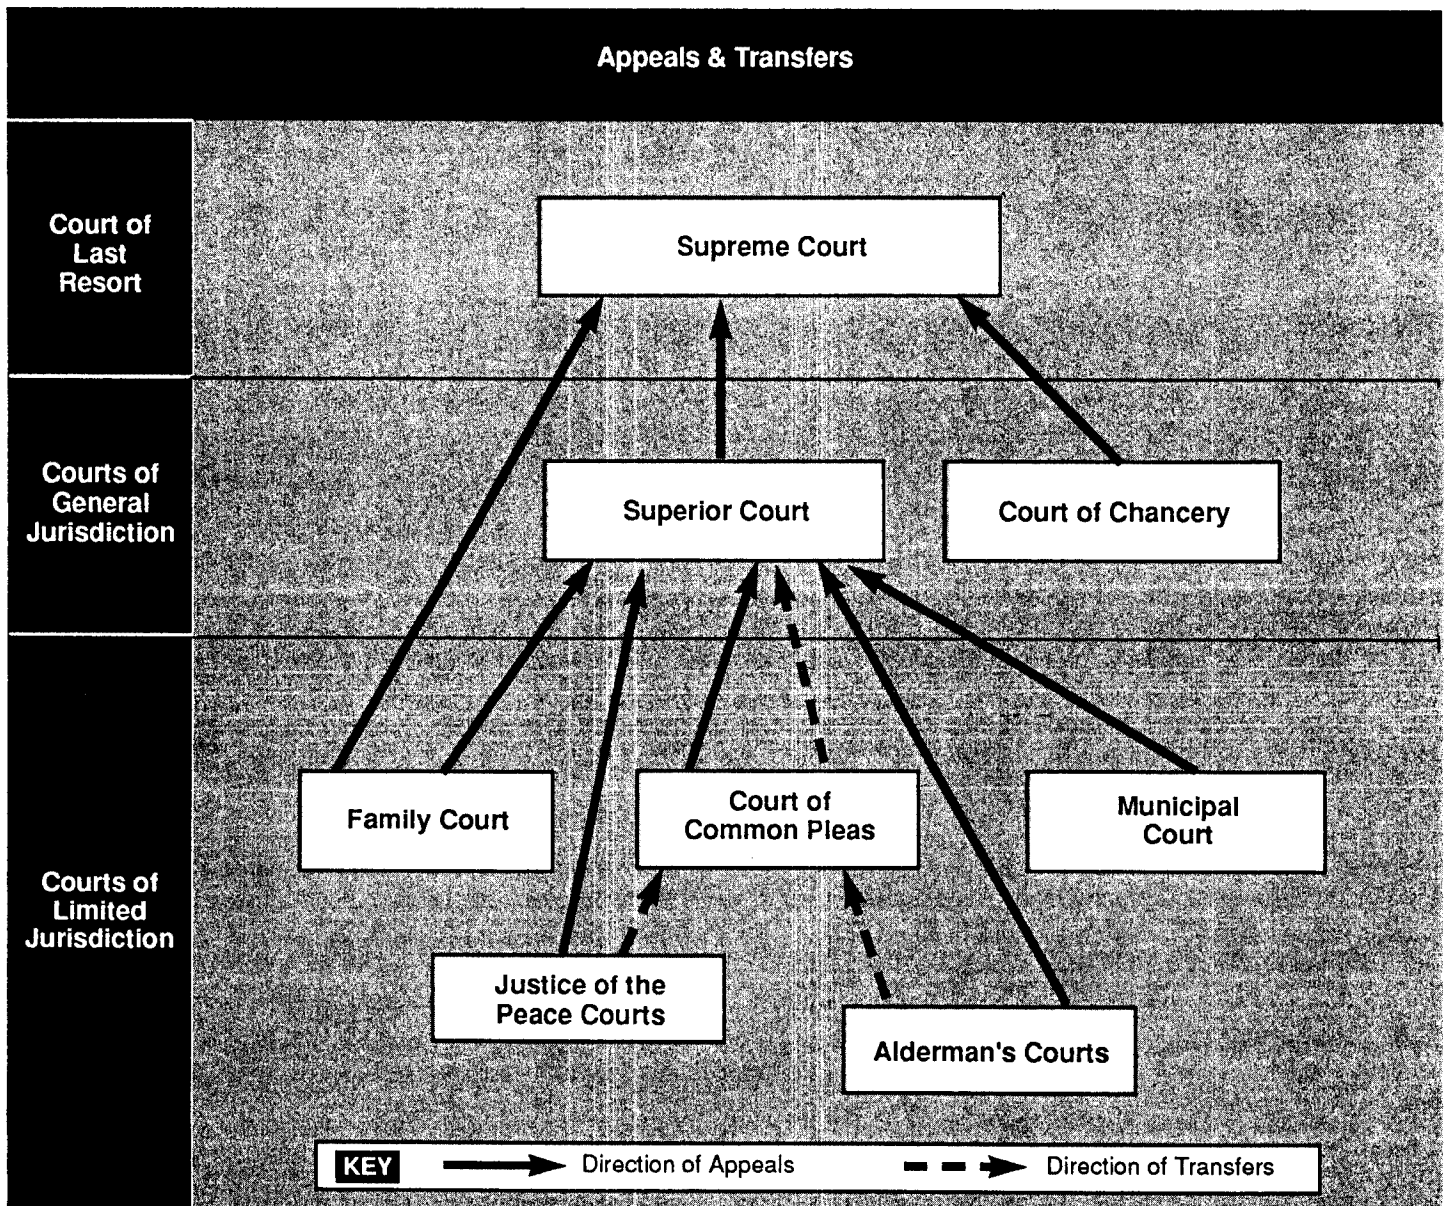 Appeals & Transfers
Court of
Last
Resort
Supreme Court
Courts of
General
Jurisdiction
Superior Court
Court of Chancery
Courts of
Limited
Jurisdiction
Family Court
Court of
Common Pleas
Municipal
Court
Justice of the
Peace Courts
Alderman's Courts
KEY Direction of Appeals Direction of Transfers